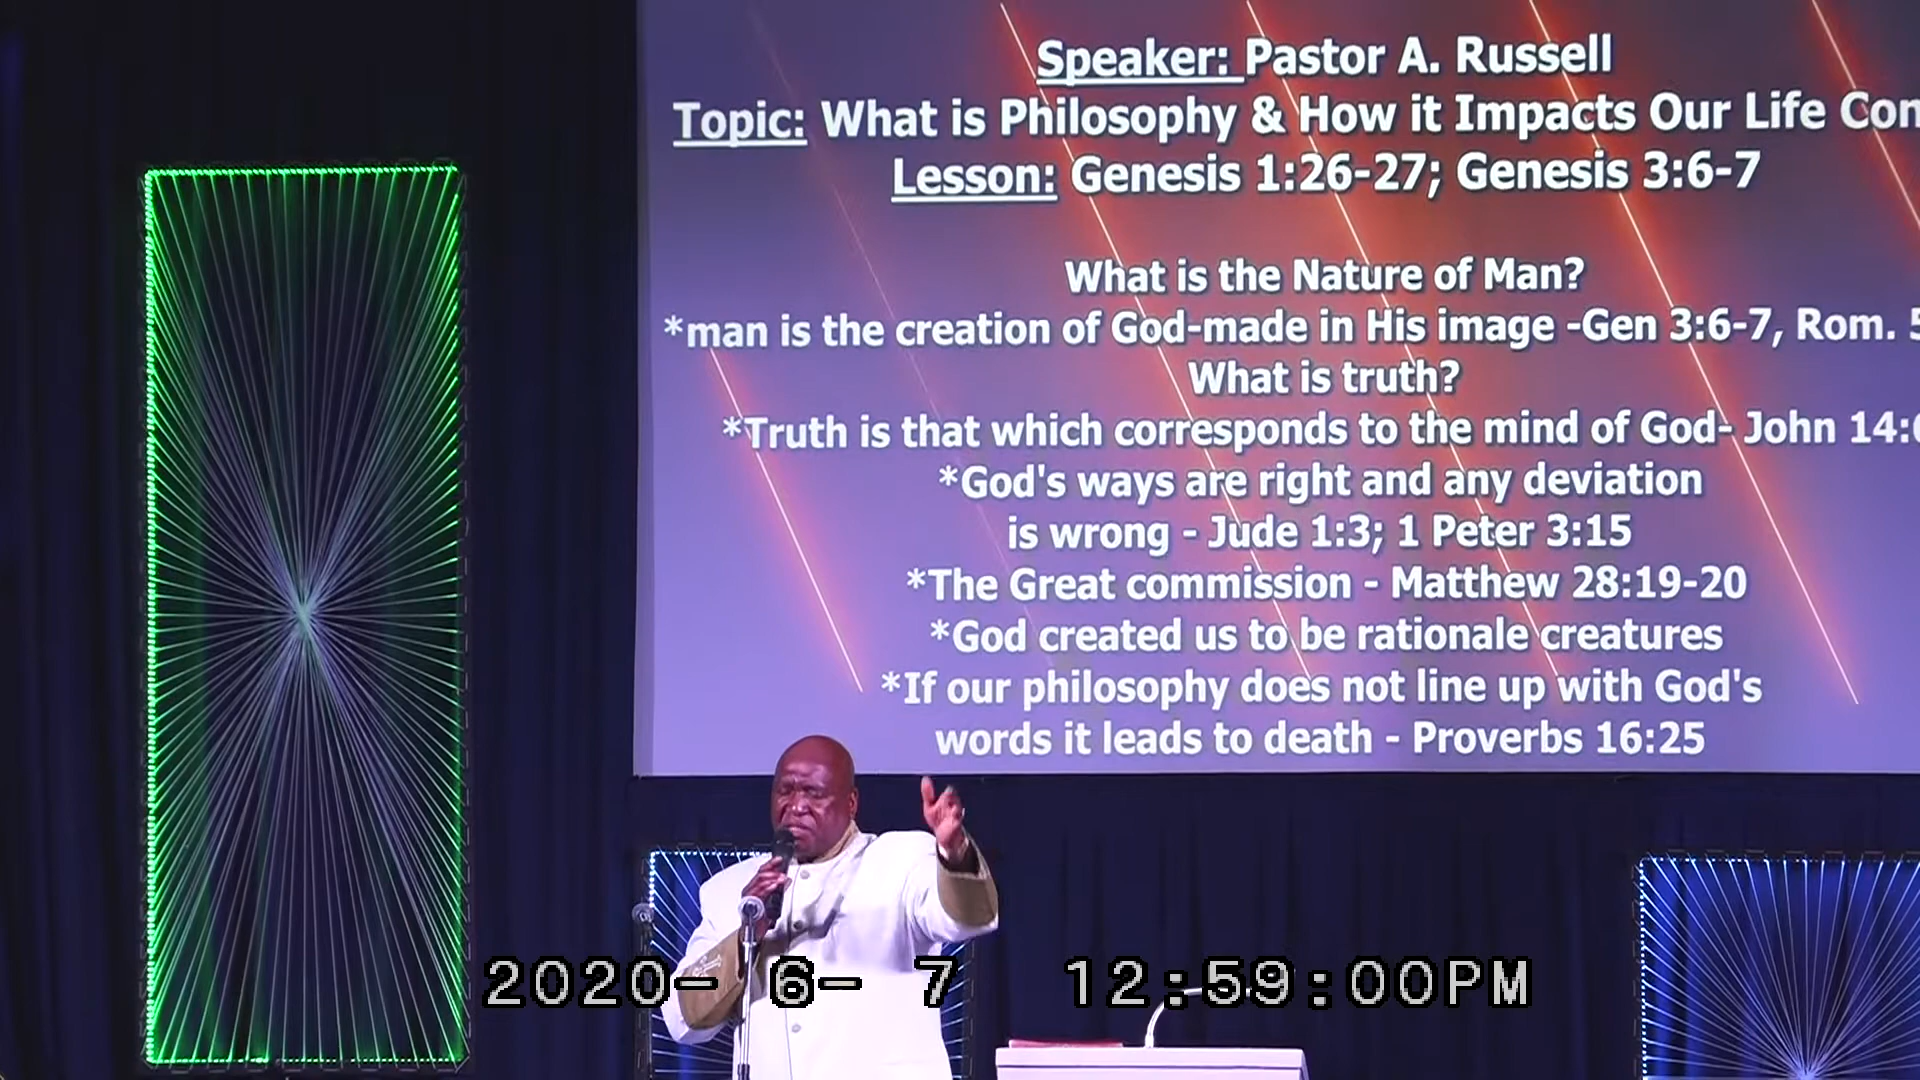 Speaker: Pastor A. Russell
Topic: What is Philosophy & How it Impacts Our Life
Lesson: Genesis 1:26-27; Genesis 3:6-7
What is the Nature of Man?
*man is the creation of God-made in His image -Gen 3:6-7, Rom.
What is truth?
*Truth is that which corresponds to the mind of God- John
*God's ways are right and any deviation
is wrong - Jude 1:3; 1 Peter 3:15
*The Great commission - Matthew 28:19-20
*God created us to be rationale creatures
*If our philosophy does not line up with God's
words it leads to death - Proverbs 16:25
2020- 6- 7 12:59:00PM